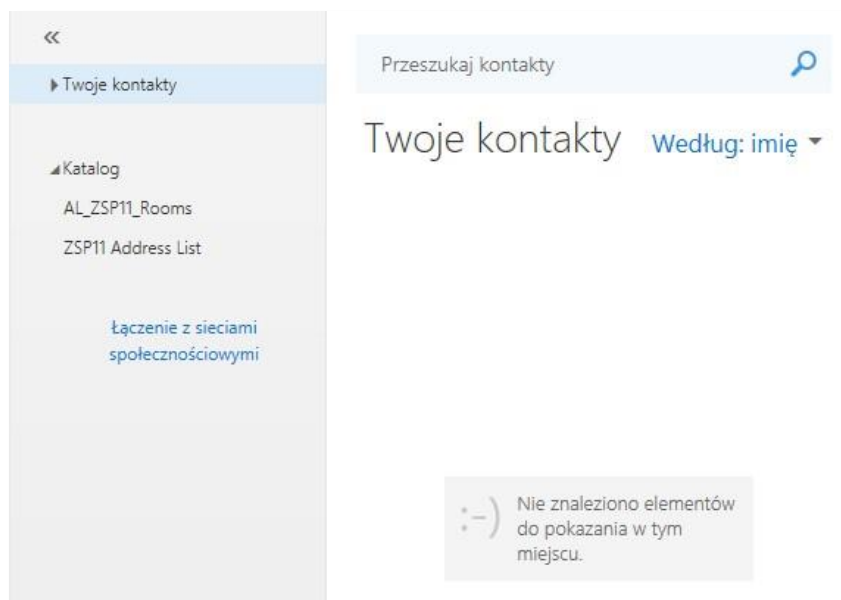 «
Twoje kontakty
Katalog
AL_ZSP11_Rooms
ZSP11 Address List
Łączenie z sieciami
społecznościowymi
Przeszukaj kontakty
Twoje kontakty Według: imię
:-)
Nie znaleziono elementów
do pokazania w tym
miejscu.